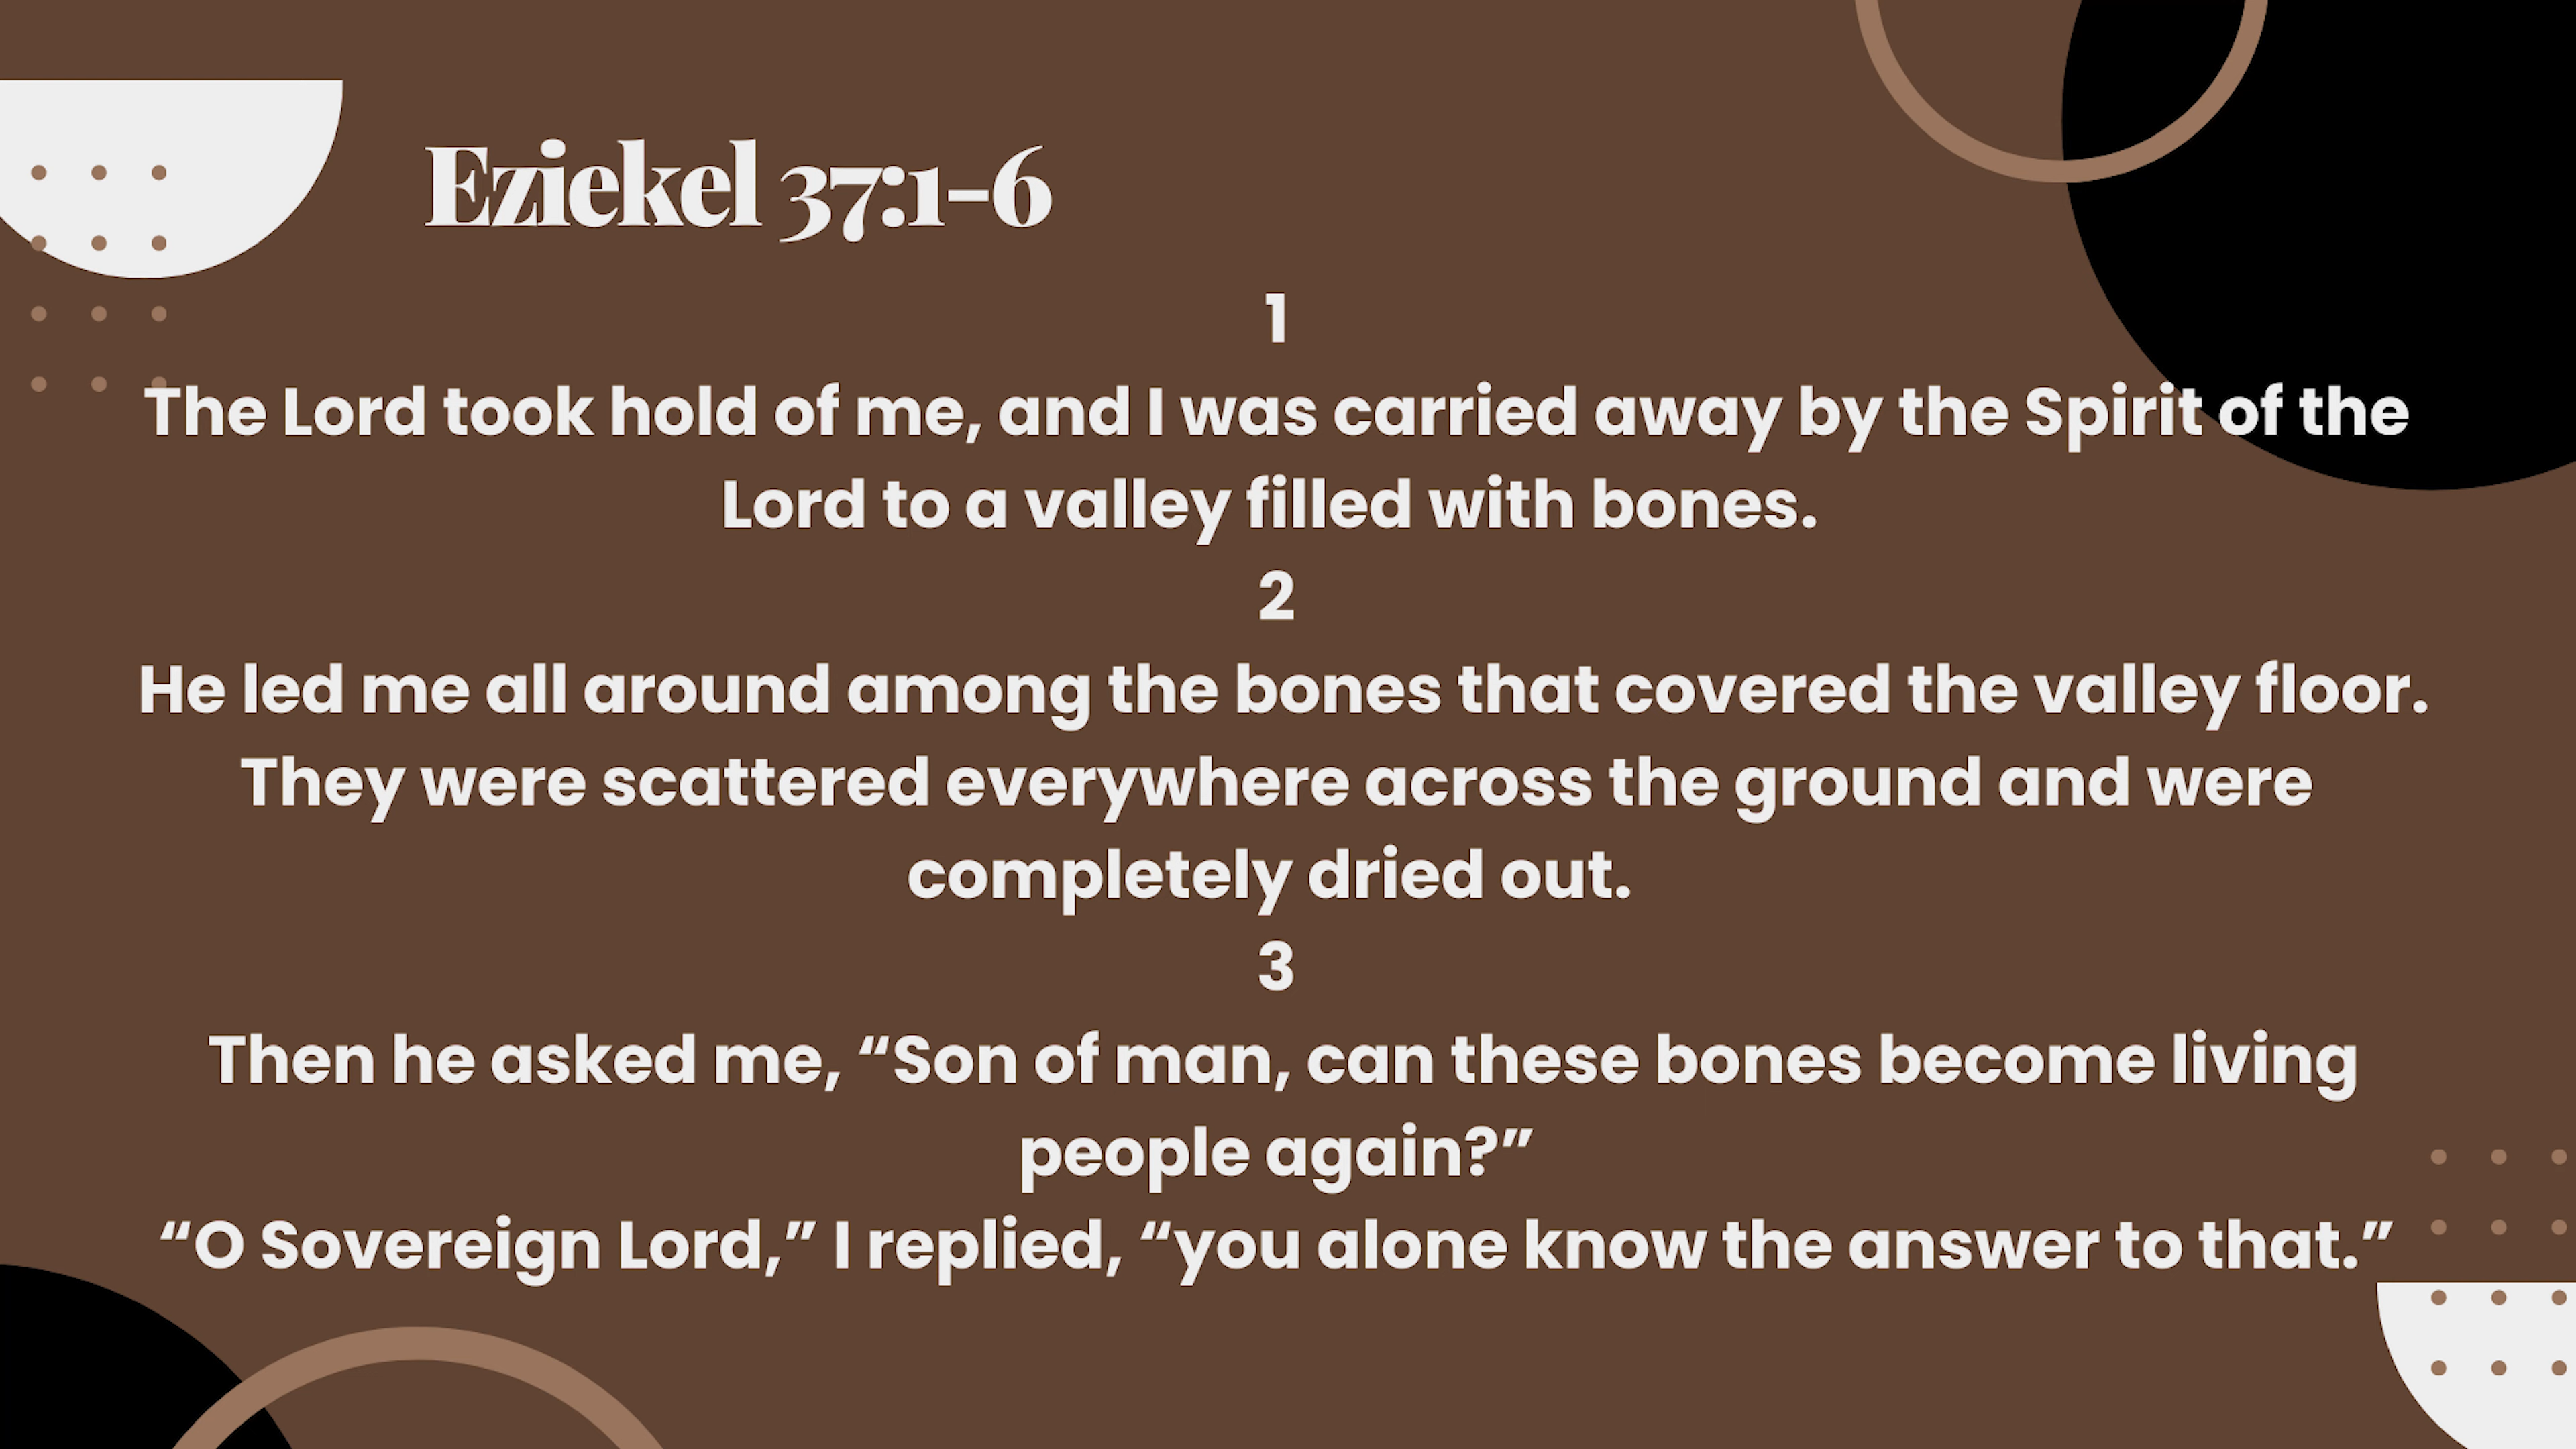 Eziekel 37:1-6
1
The Lord took hold of me, and I was carried away by the Spirit of the
Lord to a valley filled with bones.
2
He led me all around among the bones that covered the valley floor.
They were scattered everywhere across the ground and were
completely dried out.
3
Then he asked me, “Son of man, can these bones become living
people again?”
“O Sovereign Lord,” I replied, “you alone know the answer to that.”